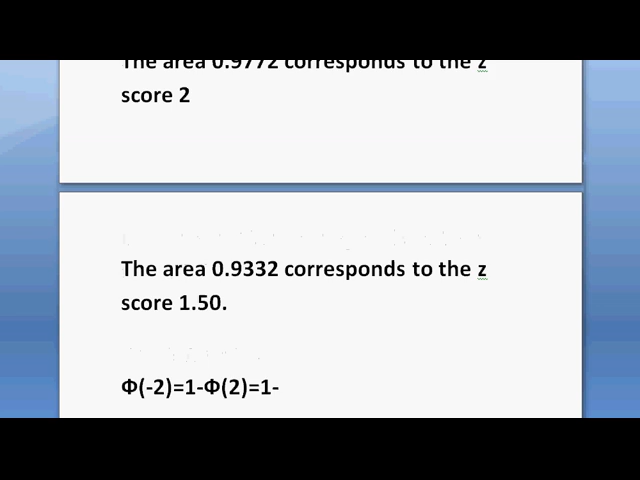 The area 0.9772 corresponds to the z
score 2
The area 0.9332 corresponds to the z
score 1.50.
Φ(-2)=1-Φ(2)=1-